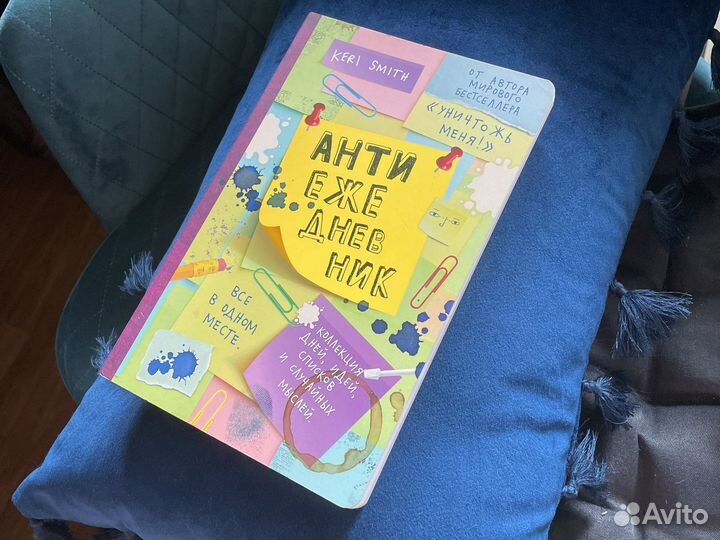 KERI SMITH
ОТ АВТОРА
МИРОВОГО
БЕСТСЕЛЛЕРА
«УНИЧТОЖЬ
МЕНЯ!»
АНТИ
ЕЖЕ
ДНЕВ
НИК
ВСЕ
В ОДНОМ
МЕСТЕ.
КОЛЛЕКЦИЯ
ДНЕЙ, ИДЕЙ,
СПИСКОВ
И СЛУЧАЙНЫХ
МЫСЛЕЙ.
Avito